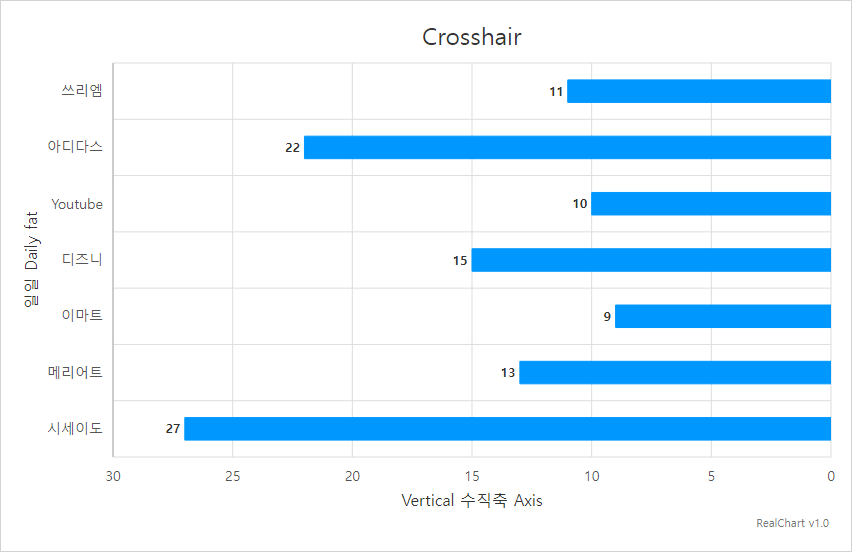 Crosshair
쓰리엠
11
아디다스
22
Youtube
10
디즈니
15
이마트
9
메리어트
13
시세이도
27
일일 Daily fat
30 25 20 15 10 5 0
Vertical 수직축 Axis
RealChart v1.0